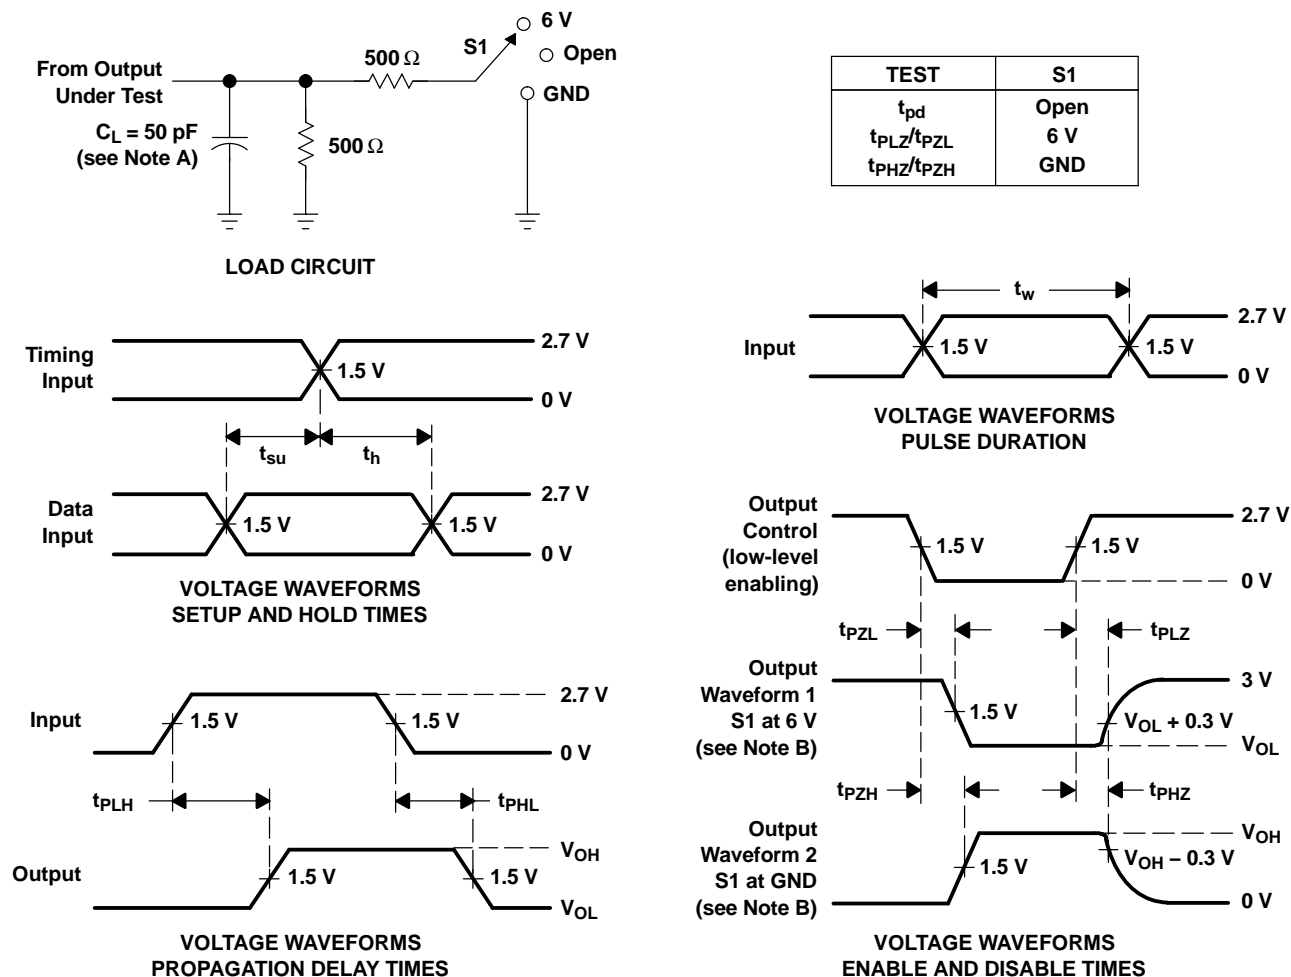 6 V
S1
Open
500 Ω
GND
From Output
Under Test
C_L = 50 pF
(see Note A)
500 Ω
LOAD CIRCUIT
TEST S1
t_pd Open
t_PLZ/t_PZL 6 V
t_PHZ/t_PZH GND
t_w
Input
2.7 V
1.5 V
1.5 V
0 V
VOLTAGE WAVEFORMS
PULSE DURATION
Timing
Input
2.7 V
1.5 V
0 V
t_su
t_h
Data
Input
2.7 V
1.5 V
1.5 V
0 V
VOLTAGE WAVEFORMS
SETUP AND HOLD TIMES
Input
2.7 V
1.5 V
1.5 V
0 V
t_PLH
t_PHL
Output
V_OH
1.5 V
1.5 V
V_OL
VOLTAGE WAVEFORMS
PROPAGATION DELAY TIMES
Output
Control
(low-level
enabling)
2.7 V
1.5 V
1.5 V
0 V
t_PZL
t_PLZ
Output
Waveform 1
S1 at 6 V
(see Note B)
3 V
1.5 V
V_OL + 0.3 V
V_OL
t_PZH
t_PHZ
Output
Waveform 2
S1 at GND
(see Note B)
V_OH
1.5 V
V_OH − 0.3 V
0 V
VOLTAGE WAVEFORMS
ENABLE AND DISABLE TIMES